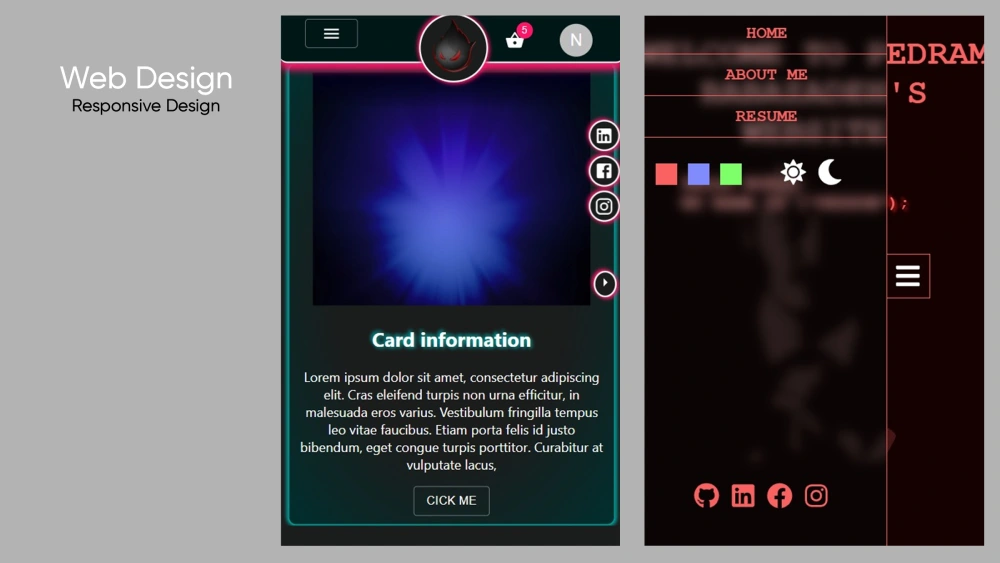 Web Design
Responsive Design
5
N
Card information
Lorem ipsum dolor sit amet, consectetur adipiscing
elit. Cras eleifend turpis non urna efficitur, in
malesuada eros varius. Vestibulum fringilla tempus
leo vitae faucibus. Etiam porta felis id justo
bibendum, eget congue turpis porttitor. Curabitur at
vulputate lacus,
CICK ME
HOME
EDRAM
ABOUT ME
'S
RESUME
);